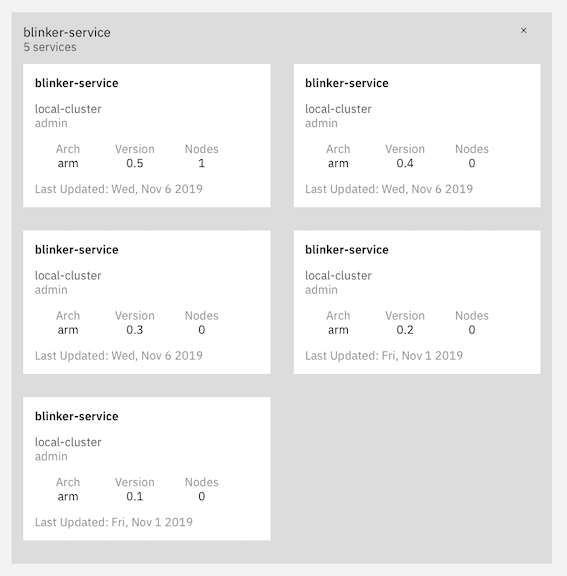 blinker-service ×
5 services
blinker-service
local-cluster
admin
Arch Version Nodes
arm 0.5 1
Last Updated: Wed, Nov 6 2019
blinker-service
local-cluster
admin
Arch Version Nodes
arm 0.4 0
Last Updated: Wed, Nov 6 2019
blinker-service
local-cluster
admin
Arch Version Nodes
arm 0.3 0
Last Updated: Wed, Nov 6 2019
blinker-service
local-cluster
admin
Arch Version Nodes
arm 0.2 0
Last Updated: Fri, Nov 1 2019
blinker-service
local-cluster
admin
Arch Version Nodes
arm 0.1 0
Last Updated: Fri, Nov 1 2019